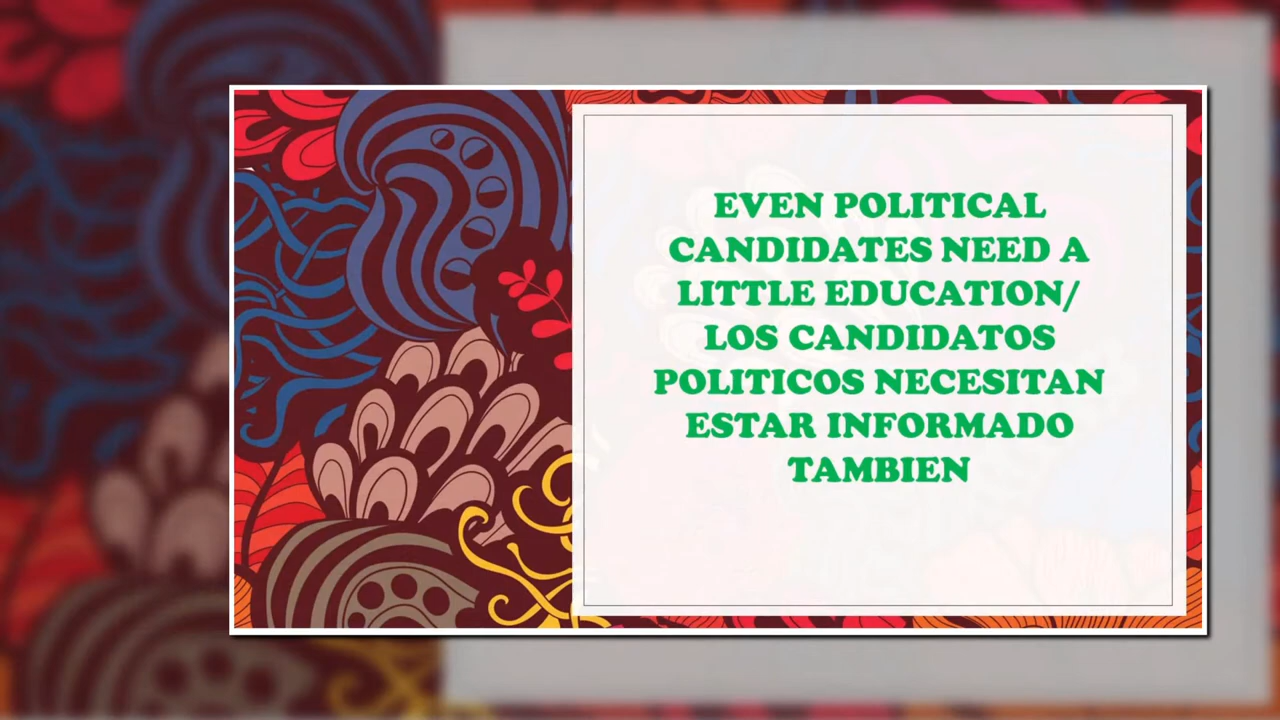 EVEN POLITICAL
CANDIDATES NEED A
LITTLE EDUCATION/
LOS CANDIDATOS
POLITICOS NECESITAN
ESTAR INFORMADO
TAMBIEN